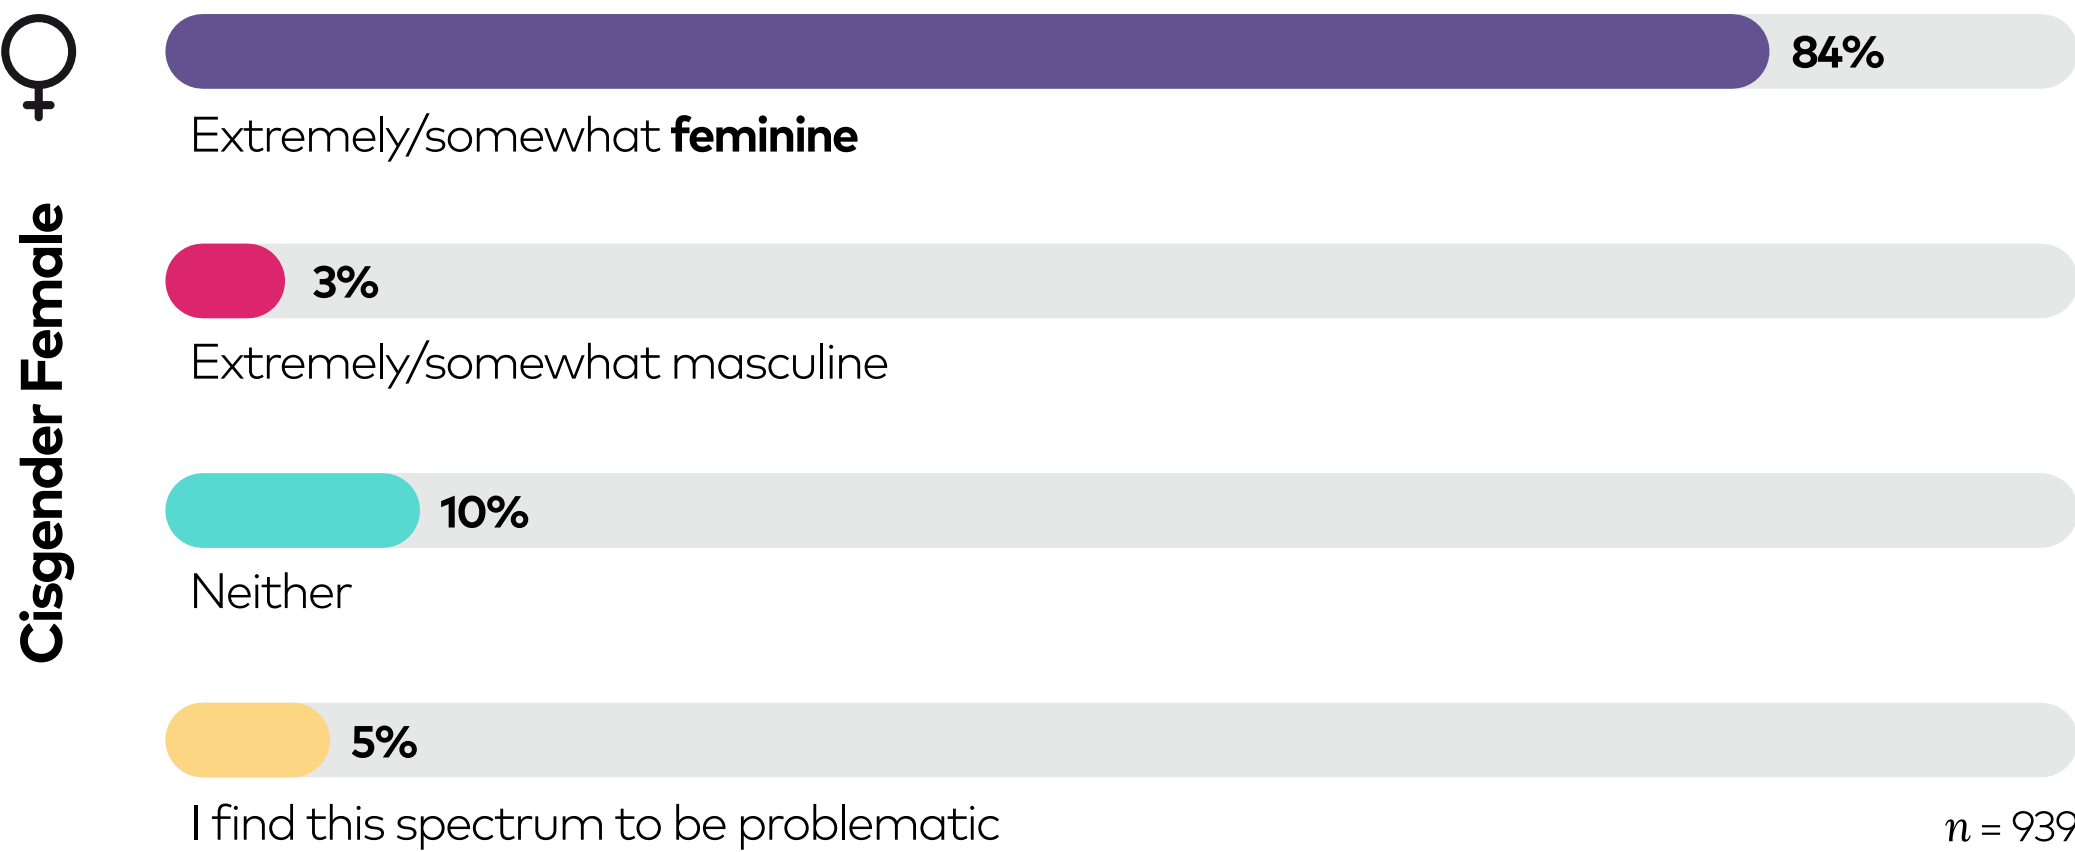 Cisgender Female
84%
Extremely/somewhat feminine
3%
Extremely/somewhat masculine
10%
Neither
5%
I find this spectrum to be problematic
n = 939